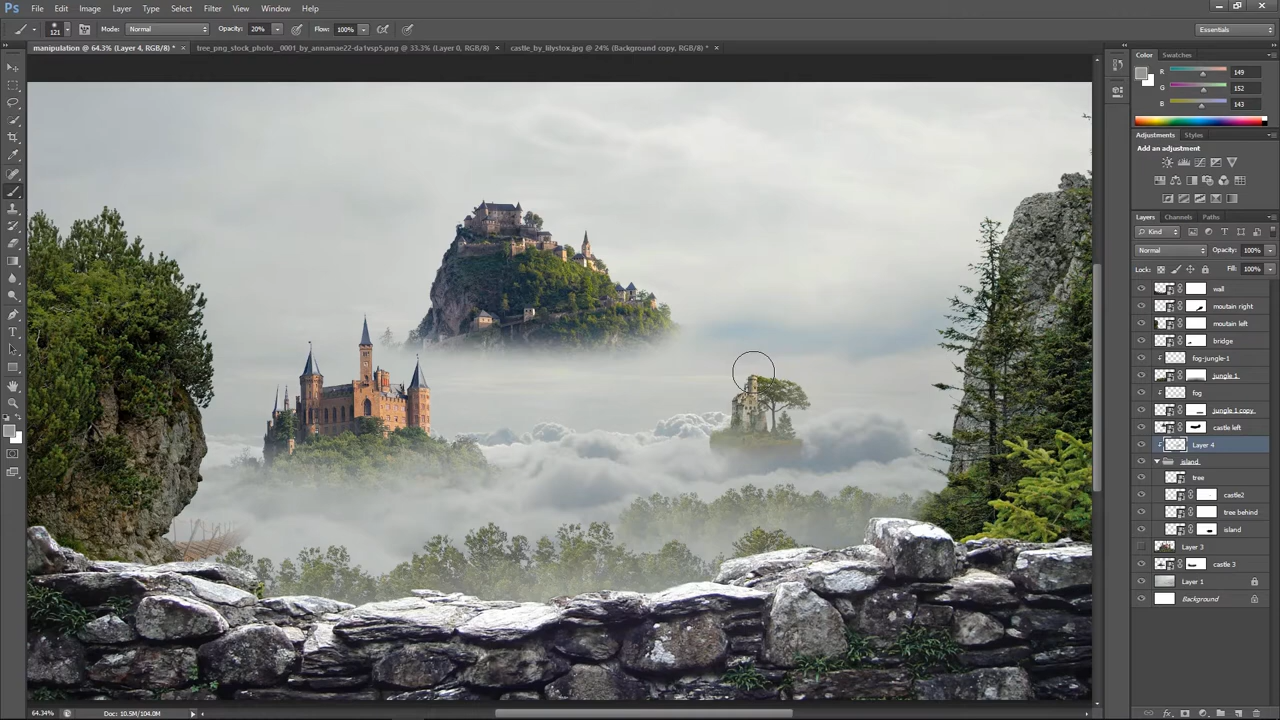 Ps File Edit Image Layer Type Select Filter View Window Help
121 Mode: Normal Opacity: 20% Flow: 100% Essentials
manipulation @ 64.3% (Layer 4, RGB/8) * × tree_png_stock_photo__0001_by_annamae22-da1vsp5.png @ 33.3% (Layer 0, RGB/8) × castle_by_lilystox.jpg @ 24% (Background copy, RGB/8) * ×
Color Swatches
R 149
G 152
B 143
Adjustments Styles
Add an adjustment
Layers Channels Paths
Kind
Normal Opacity: 100%
Lock: Fill: 100%
wall
moutain right
moutain left
bridge
fog-jungle-1
jungle 1
fog
jungle 1 copy
castle left
Layer 4
island
tree
castle2
tree behind
island
Layer 3
castle 3
Layer 1
Background
64.34% Doc: 10.5M/104.0M